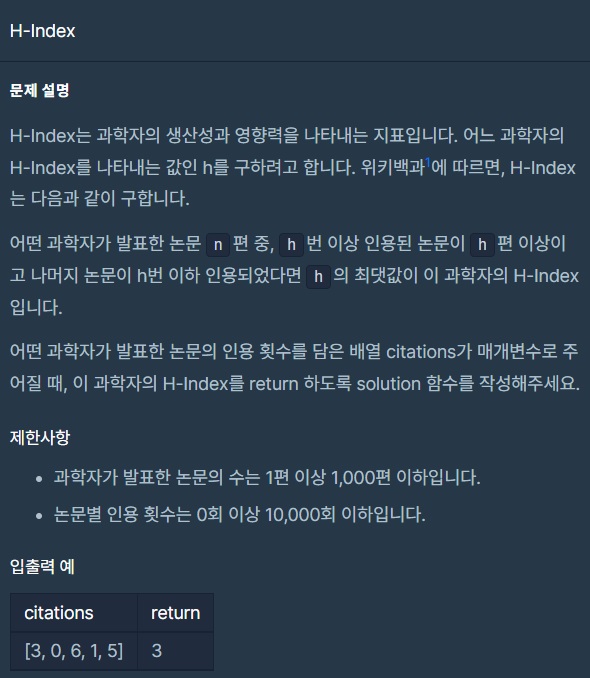 H-Index
문제 설명
H-Index는 과학자의 생산성과 영향력을 나타내는 지표입니다. 어느 과학자의
H-Index를 나타내는 값인 h를 구하려고 합니다. 위키백과1에 따르면, H-Index
는 다음과 같이 구합니다.
어떤 과학자가 발표한 논문 n 편 중, h 번 이상 인용된 논문이 h 편 이상이
고 나머지 논문이 h번 이하 인용되었다면 h 의 최댓값이 이 과학자의 H-Index
입니다.
어떤 과학자가 발표한 논문의 인용 횟수를 담은 배열 citations가 매개변수로 주
어질 때, 이 과학자의 H-Index를 return 하도록 solution 함수를 작성해주세요.
제한사항
• 과학자가 발표한 논문의 수는 1편 이상 1,000편 이하입니다.
• 논문별 인용 횟수는 0회 이상 10,000회 이하입니다.
입출력 예
citations return
[3, 0, 6, 1, 5] 3